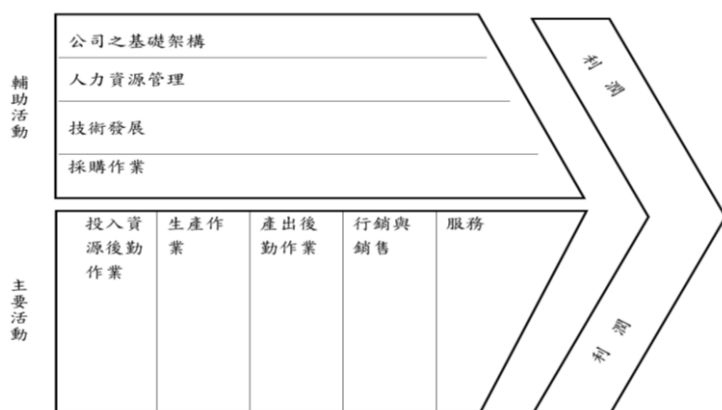 輔助活動
公司之基礎架構
人力資源管理
技術發展
採購作業
利潤
主要活動
投入資
源後勤
作業
生產作
業
產出後
勤作業
行銷與
銷售
服務
利潤